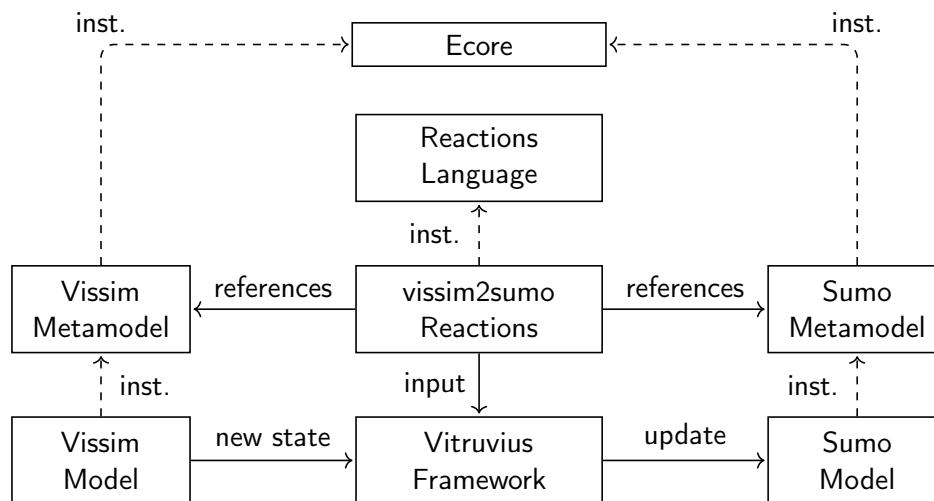 inst.
inst.
Ecore
Reactions
Language
inst.
Vissim
Metamodel
references
vissim2sumo
Reactions
references
Sumo
Metamodel
inst.
input
inst.
Vissim
Model
new state
Vitruvius
Framework
update
Sumo
Model